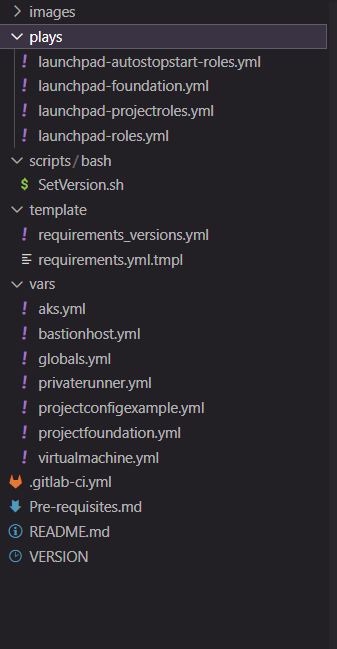 images
plays
launchpad-autostopstart-roles.yml
launchpad-foundation.yml
launchpad-projectroles.yml
launchpad-roles.yml
scripts/bash
SetVersion.sh
template
requirements_versions.yml
requirements.yml.tmpl
vars
aks.yml
bastionhost.yml
globals.yml
privaterunner.yml
projectconfigexample.yml
projectfoundation.yml
virtualmachine.yml
.gitlab-ci.yml
Pre-requisites.md
README.md
VERSION